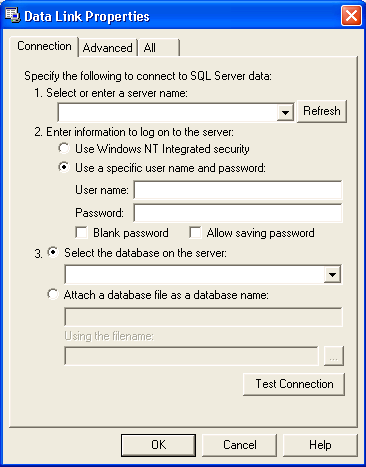 Data Link Properties
Connection Advanced All
Specify the following to connect to SQL Server data:
1. Select or enter a server name:
Refresh
2. Enter information to log on to the server:
Use Windows NT Integrated security
Use a specific user name and password:
User name:
Password:
Blank password Allow saving password
3. Select the database on the server:
Attach a database file as a database name:
Using the filename:
...
Test Connection
OK Cancel Help